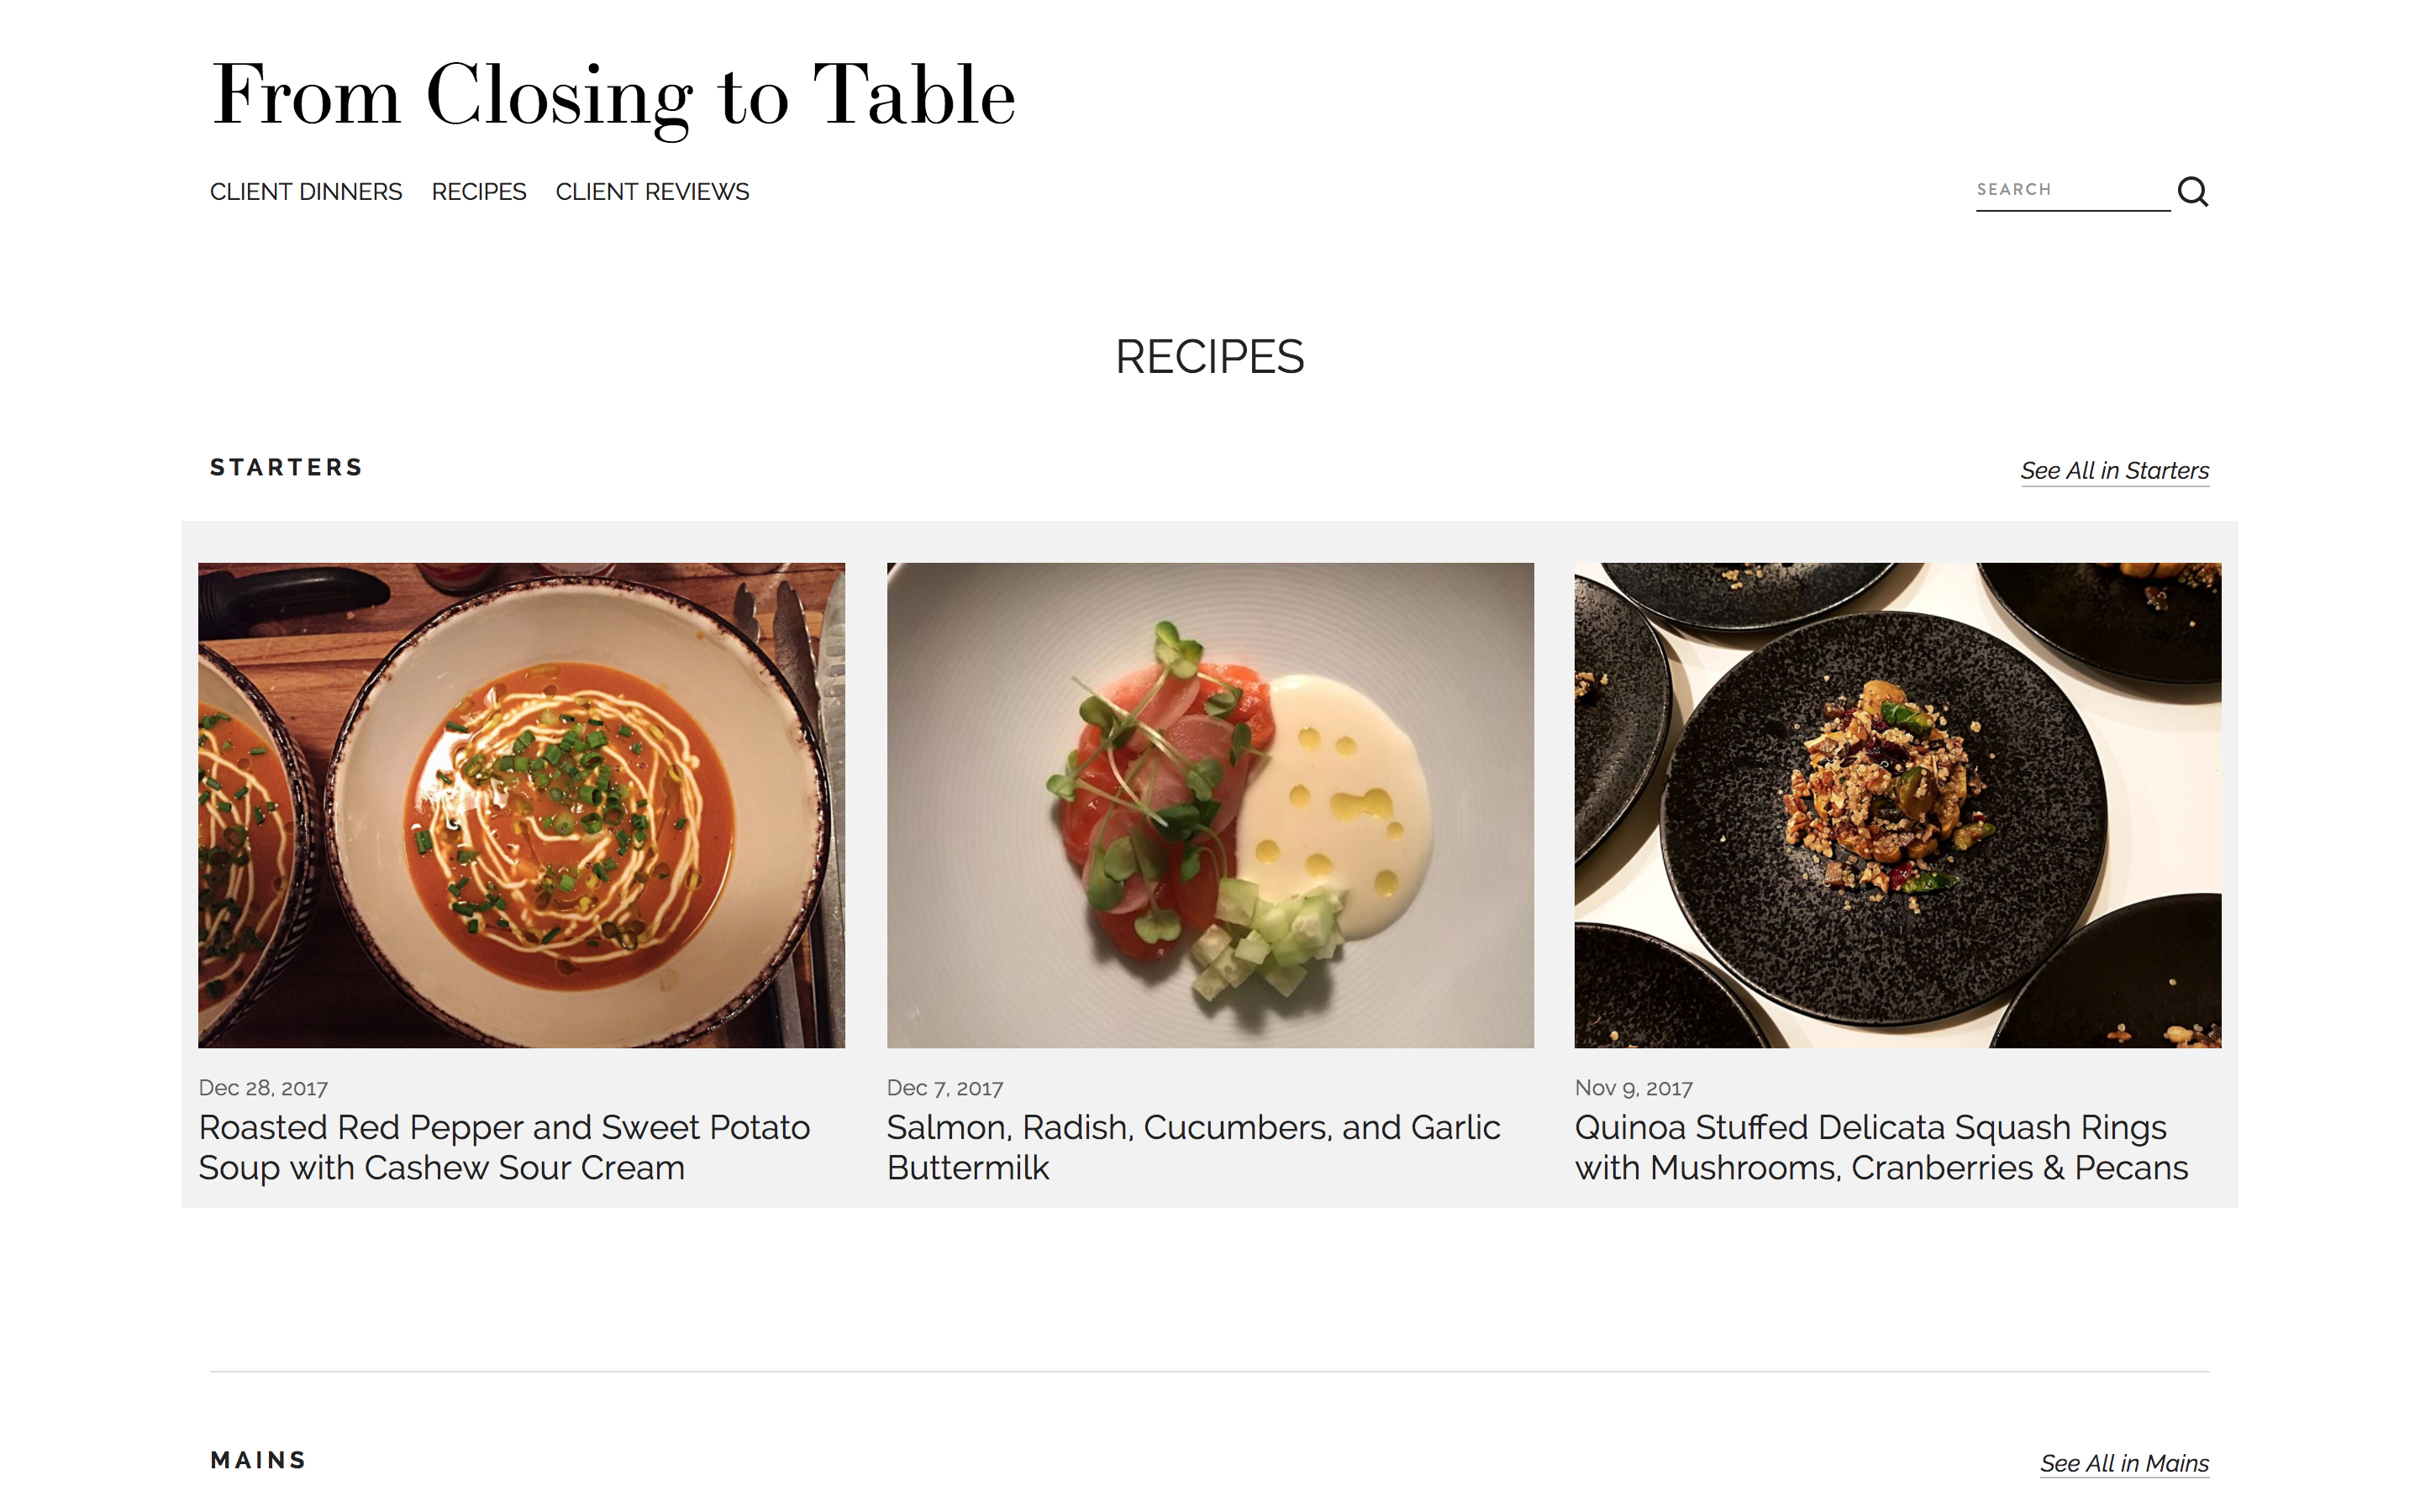 From Closing to Table
CLIENT DINNERS RECIPES CLIENT REVIEWS SEARCH
RECIPES
STARTERS See All in Starters
Dec 28, 2017
Roasted Red Pepper and Sweet Potato
Soup with Cashew Sour Cream
Dec 7, 2017
Salmon, Radish, Cucumbers, and Garlic
Buttermilk
Nov 9, 2017
Quinoa Stuffed Delicata Squash Rings
with Mushrooms, Cranberries & Pecans
MAINS See All in Mains